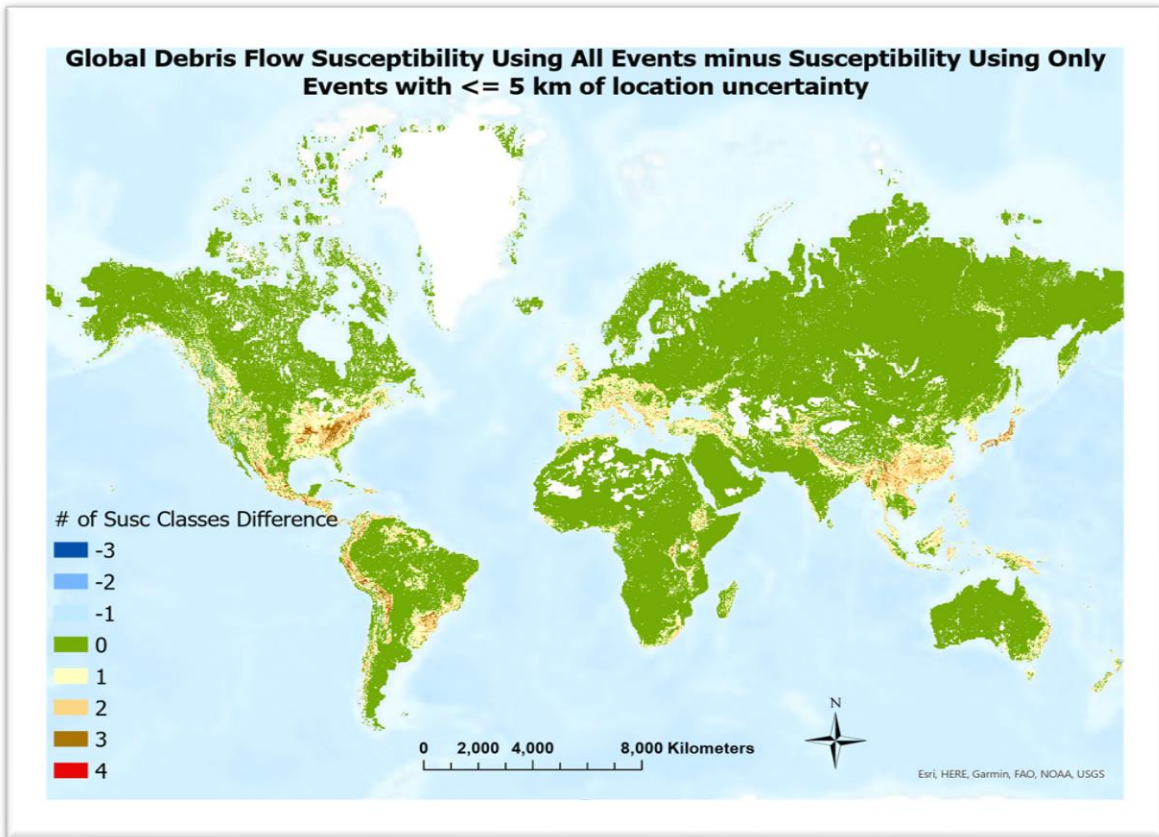 Global Debris Flow Susceptibility Using All Events minus Susceptibility Using Only
Events with <= 5 km of location uncertainty
# of Susc Classes Difference
-3
-2
-1
0
1
2
3
4
N
0 2,000 4,000 8,000 Kilometers
Esri, HERE, Garmin, FAO, NOAA, USGS